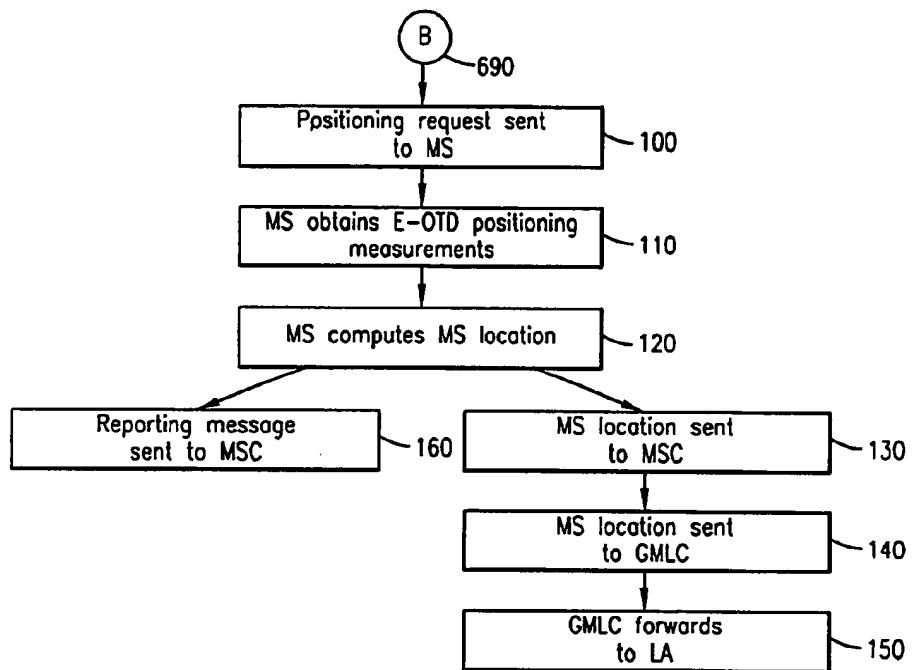 B
690
Positioning request sent
to MS
100
MS obtains E-OTD positioning
measurements
110
MS computes MS location
120
Reporting message
sent to MSC
160
MS location sent
to MSC
130
MS location sent
to GMLC
140
GMLC forwards
to LA
150